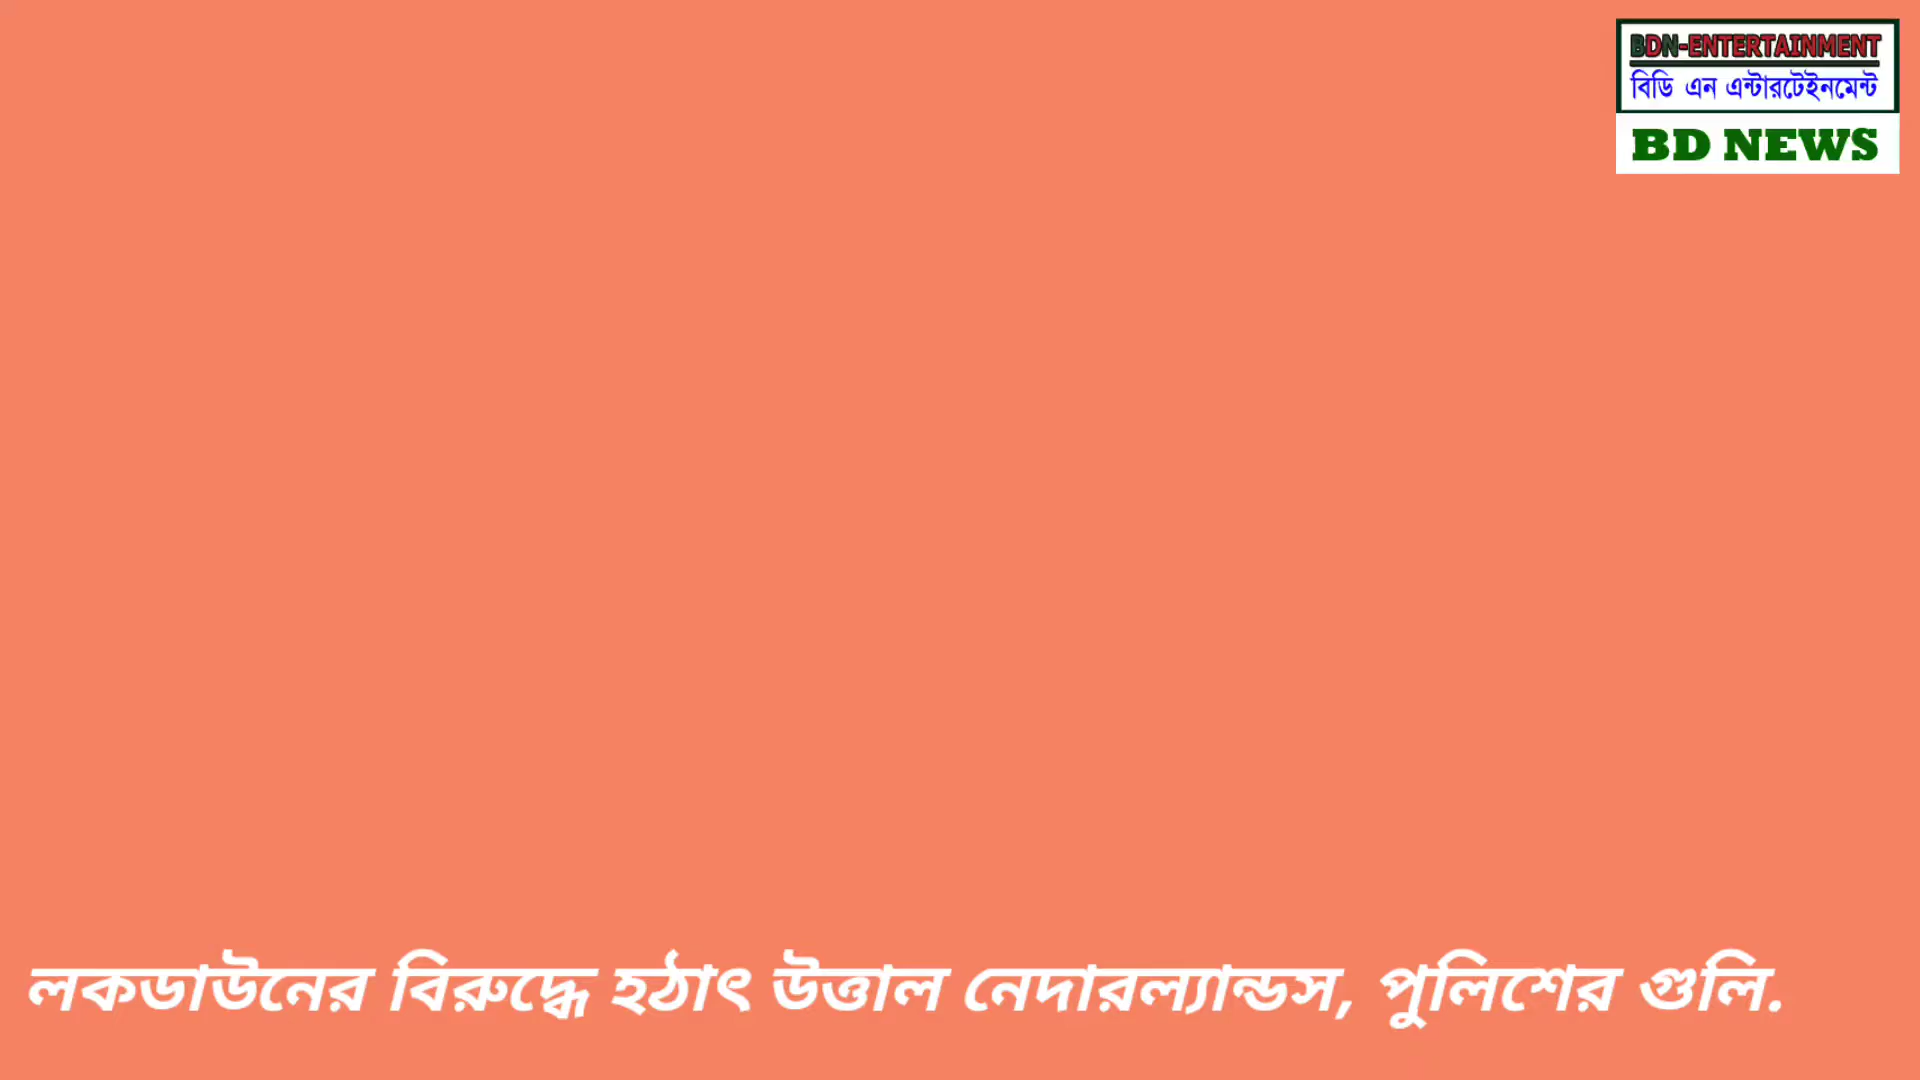 BDN-ENTERTAINMENT
বিডি এন এন্টারটেইনমেন্ট
BD NEWS
লকডাউনের বিরুদ্ধে হঠাৎ উত্তাল নেদারল্যান্ডস, পুলিশের গুলি.